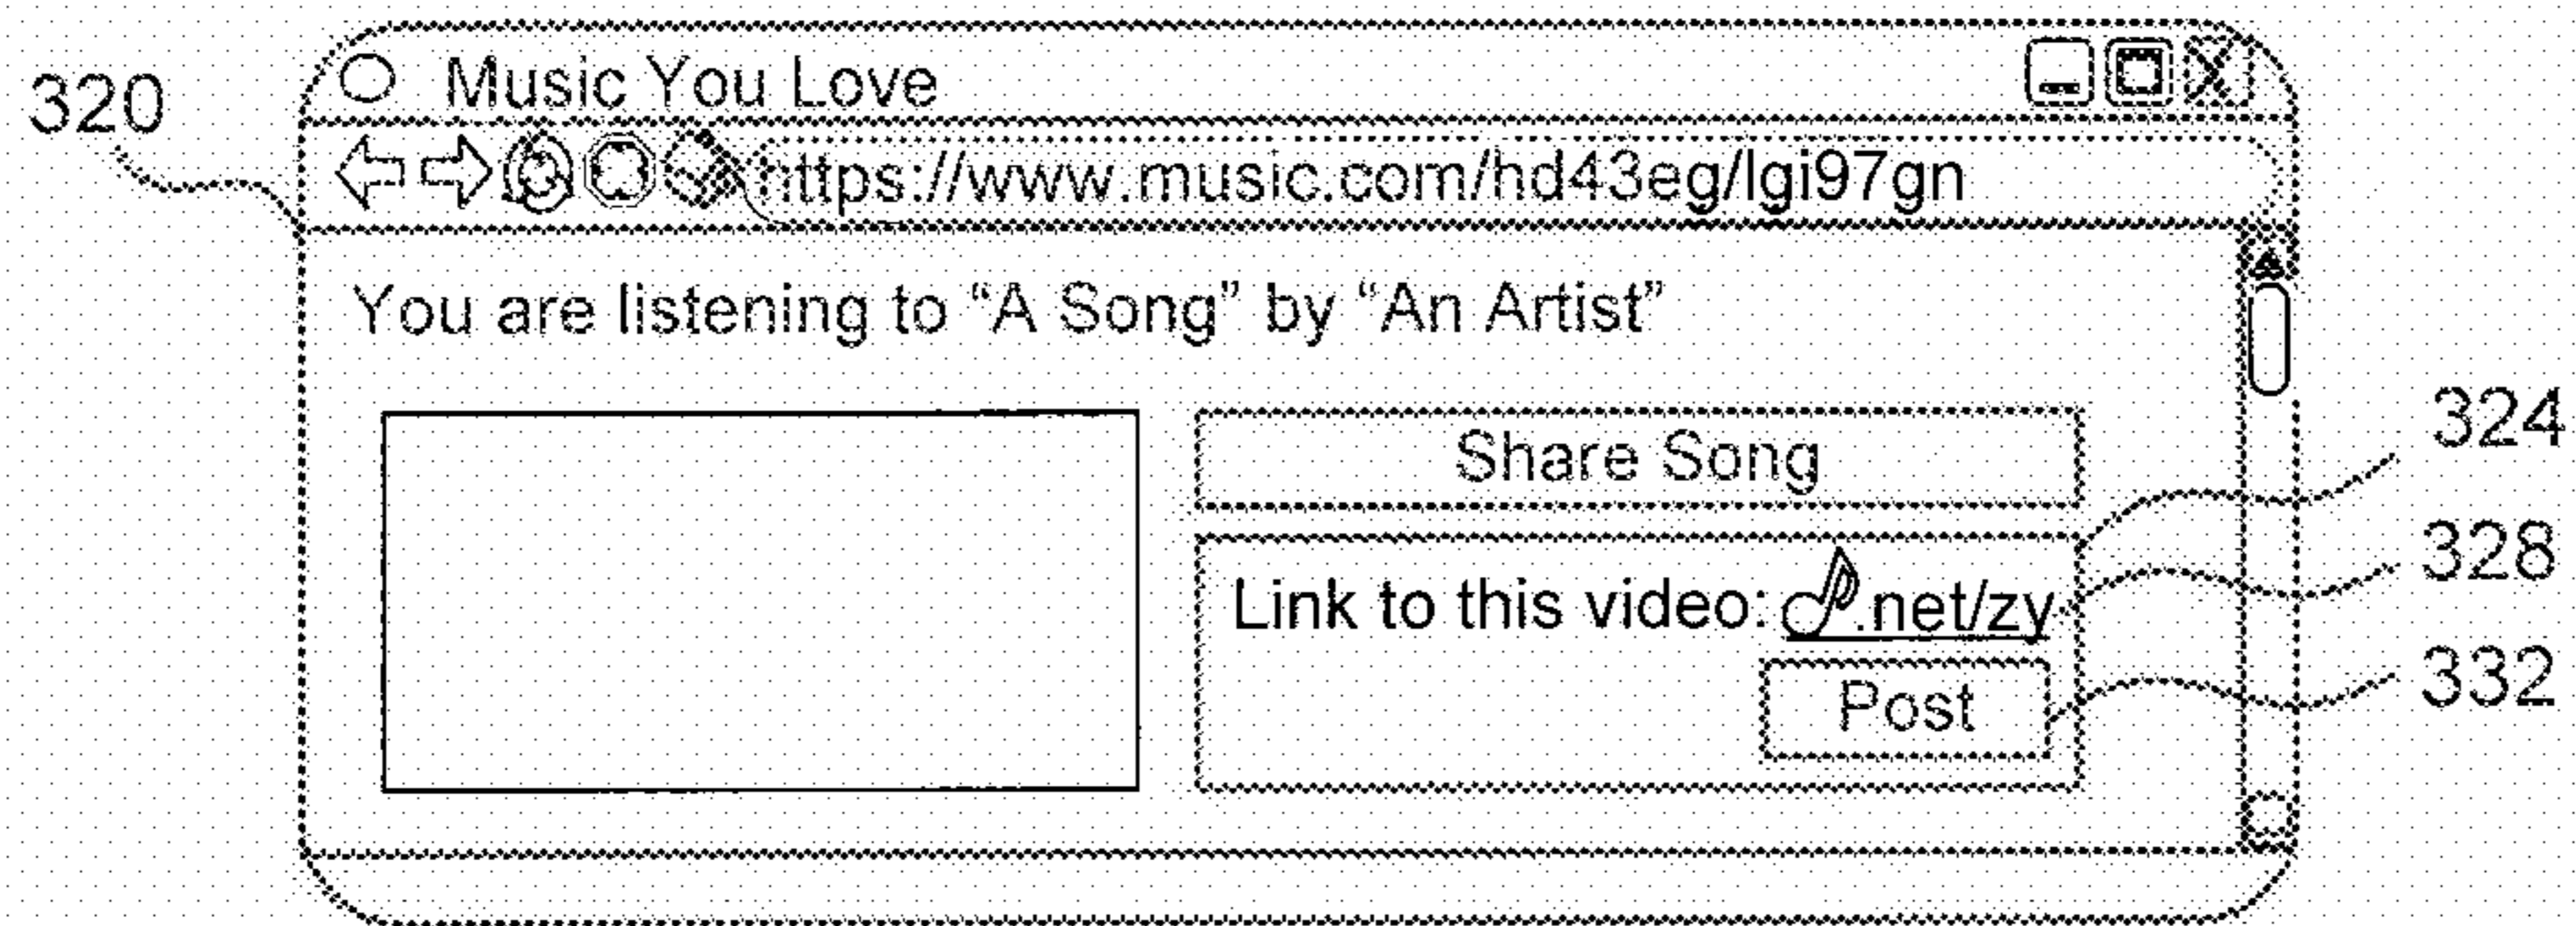 320
Music You Love
https://www.music.com/hd43eg/lgi97gn
You are listening to “A Song” by “An Artist”
Share Song
324
Link to this video: ♪.net/zy
328
Post
332